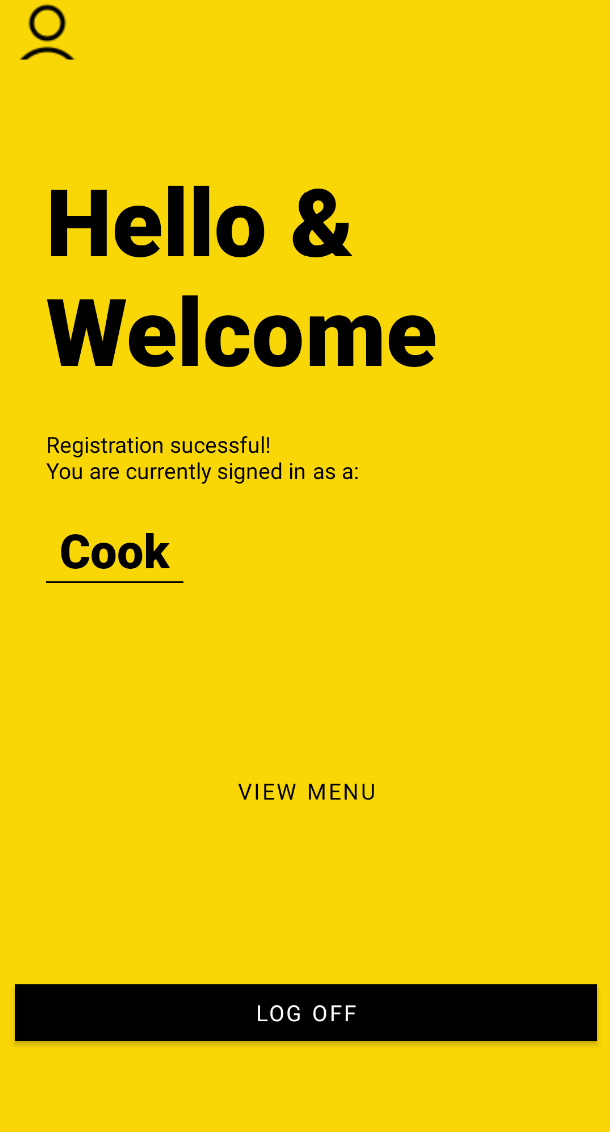 Hello &
Welcome
Registration sucessful!
You are currently signed in as a:
Cook
VIEW MENU
LOG OFF